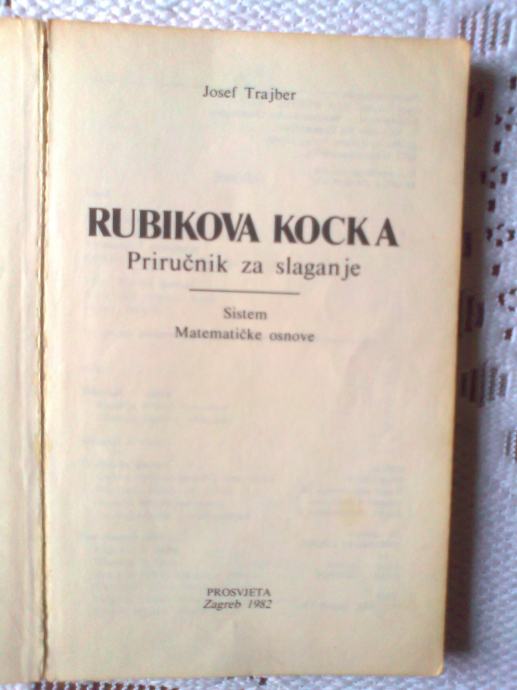 Josef Trajber
RUBIKOVA KOCKA
Priručnik za slaganje
Sistem
Matematičke osnove
PROSVJETA
Zagreb 1982